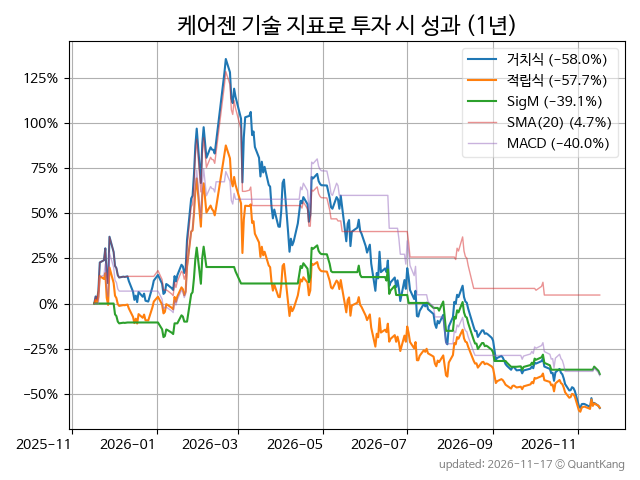 케어젠 기술 지표로 투자 시 성과 (1년)
거치식 (−58.0%)
적립식 (−57.7%)
SigM (−39.1%)
SMA(20) (4.7%)
MACD (−40.0%)
125%
100%
75%
50%
25%
0%
−25%
−50%
2025-11 2026-01 2026-03 2026-05 2026-07 2026-09 2026-11
updated: 2026-11-17 ⓒ QuantKang